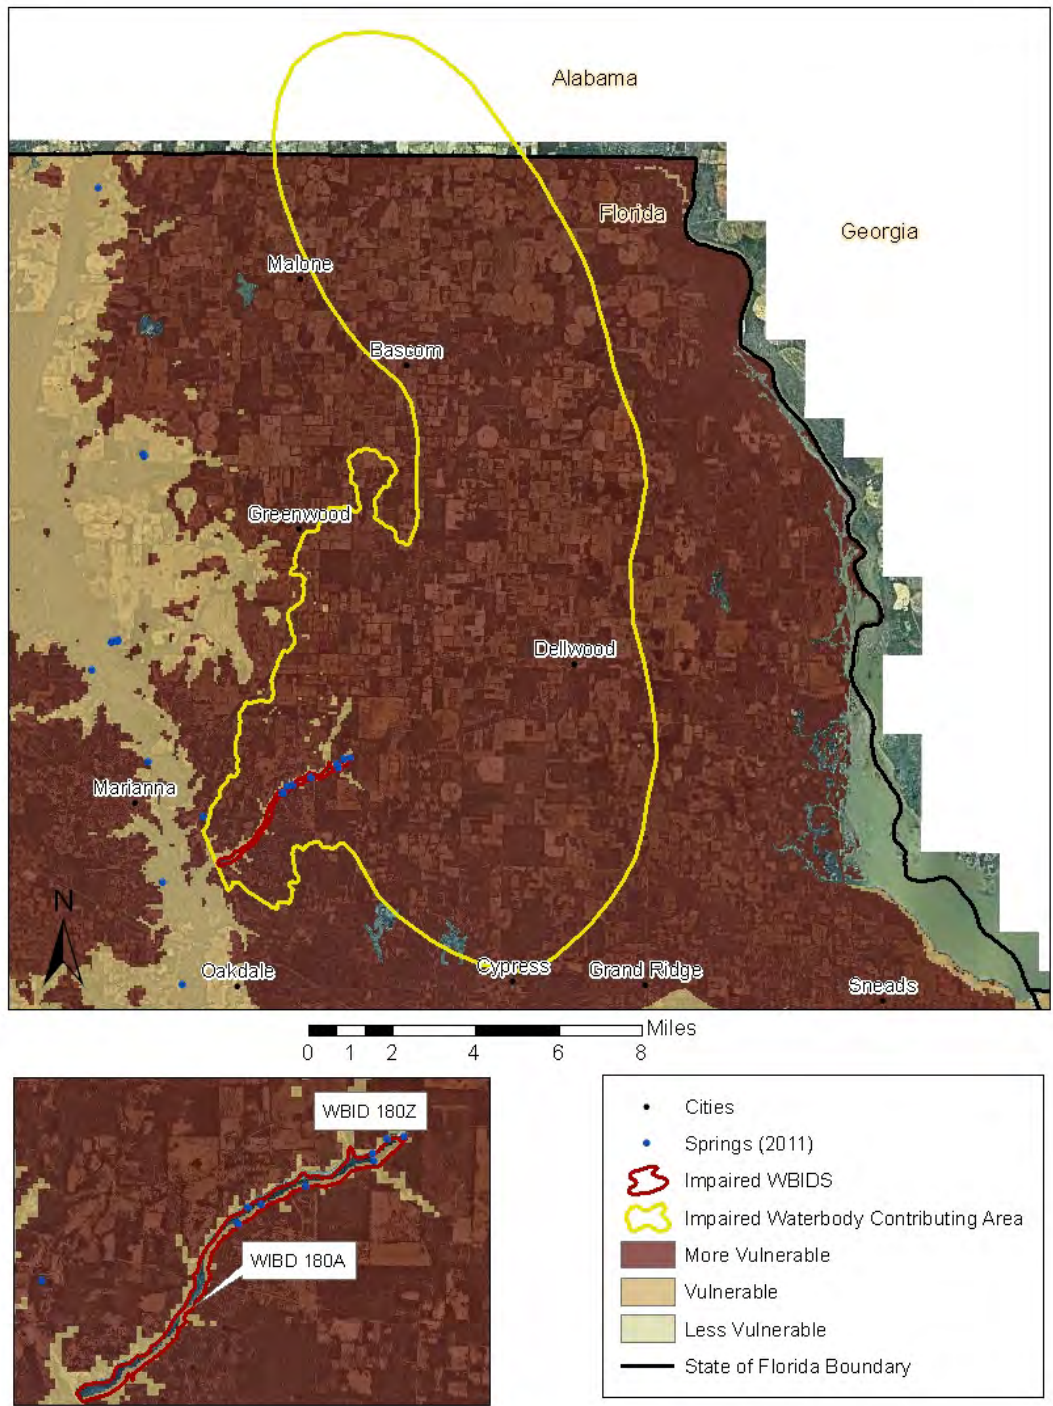 Alabama
Florida
Georgia
Malone
Bascom
Greenwood
Dellwood
Marianna
N
Oakdale
Cypress
Grand Ridge
Sneads
Miles
0 1 2 4 6 8
WBID 180Z
WIBD 180A
Cities
Springs (2011)
Impaired WBIDS
Impaired Waterbody Contributing Area
More Vulnerable
Vulnerable
Less Vulnerable
State of Florida Boundary